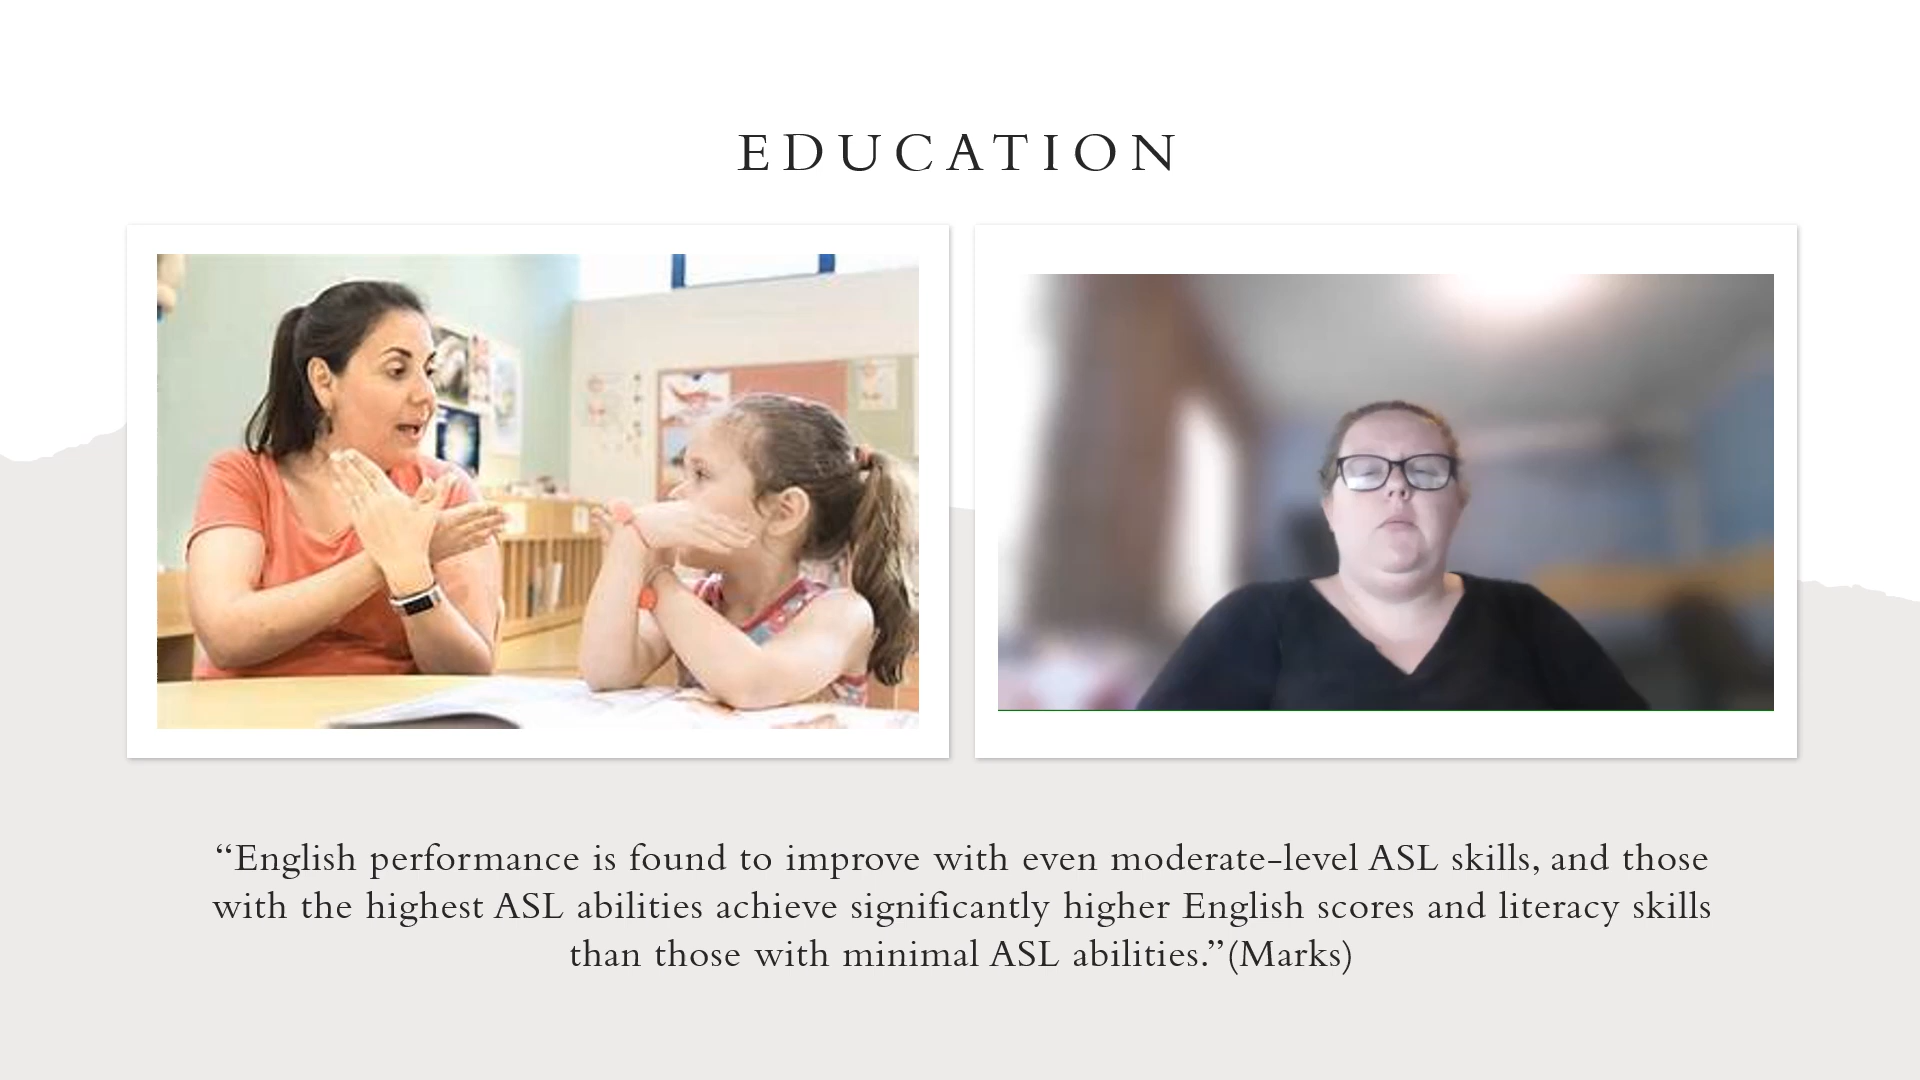 EDUCATION
“English performance is found to improve with even moderate-level ASL skills, and those
with the highest ASL abilities achieve significantly higher English scores and literacy skills
than those with minimal ASL abilities.”(Marks)